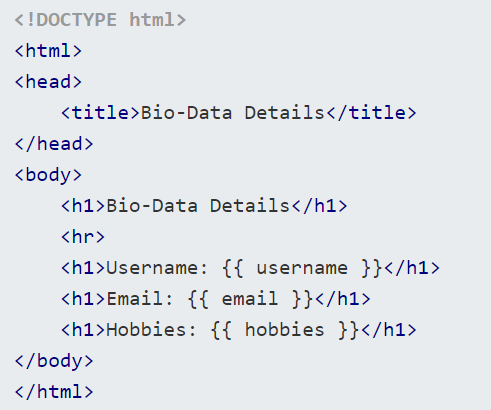 <!DOCTYPE html>
<html>
<head>
    <title>Bio-Data Details</title>
</head>
<body>
    <h1>Bio-Data Details</h1>
    <hr>
    <h1>Username: {{ username }}</h1>
    <h1>Email: {{ email }}</h1>
    <h1>Hobbies: {{ hobbies }}</h1>
</body>
</html>